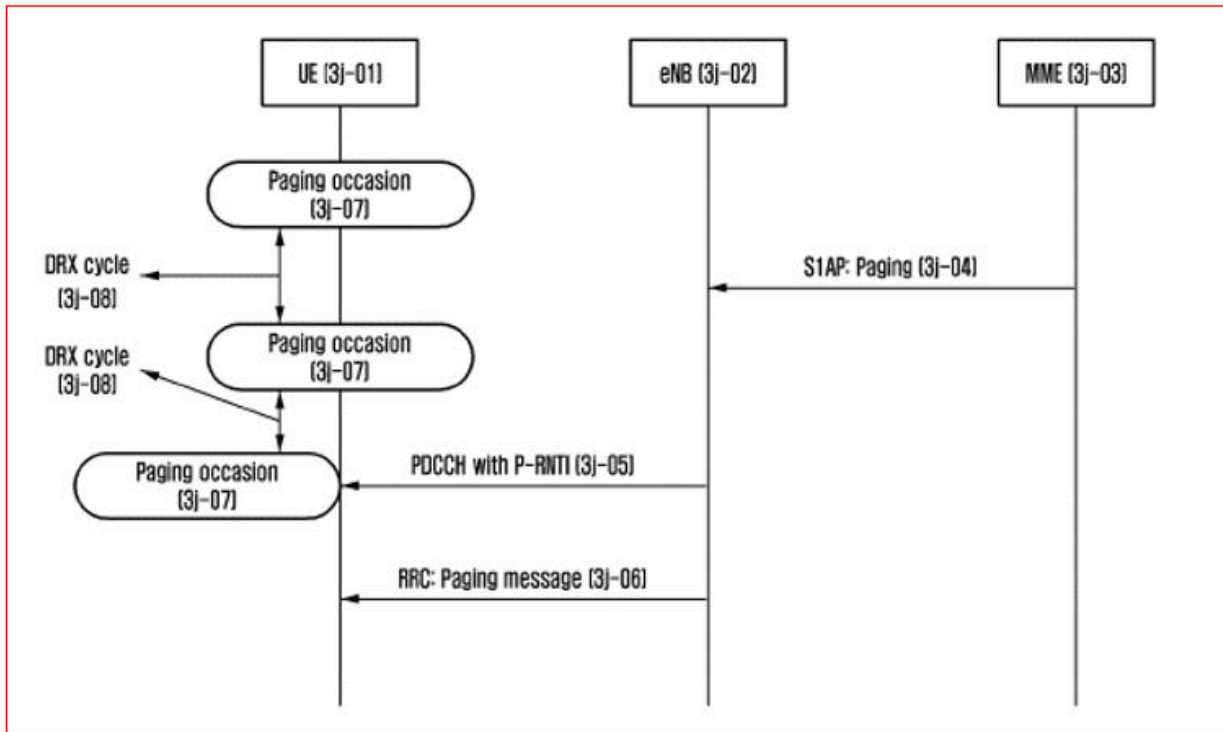 UE (3j-01)
eNB (3j-02)
MME (3j-03)
Paging occasion
(3j-07)
DRX cycle
(3j-08)
S1AP: Paging (3j-04)
Paging occasion
(3j-07)
DRX cycle
(3j-08)
Paging occasion
(3j-07)
PDCCH with P-RNTI (3j-05)
RRC: Paging message (3j-06)